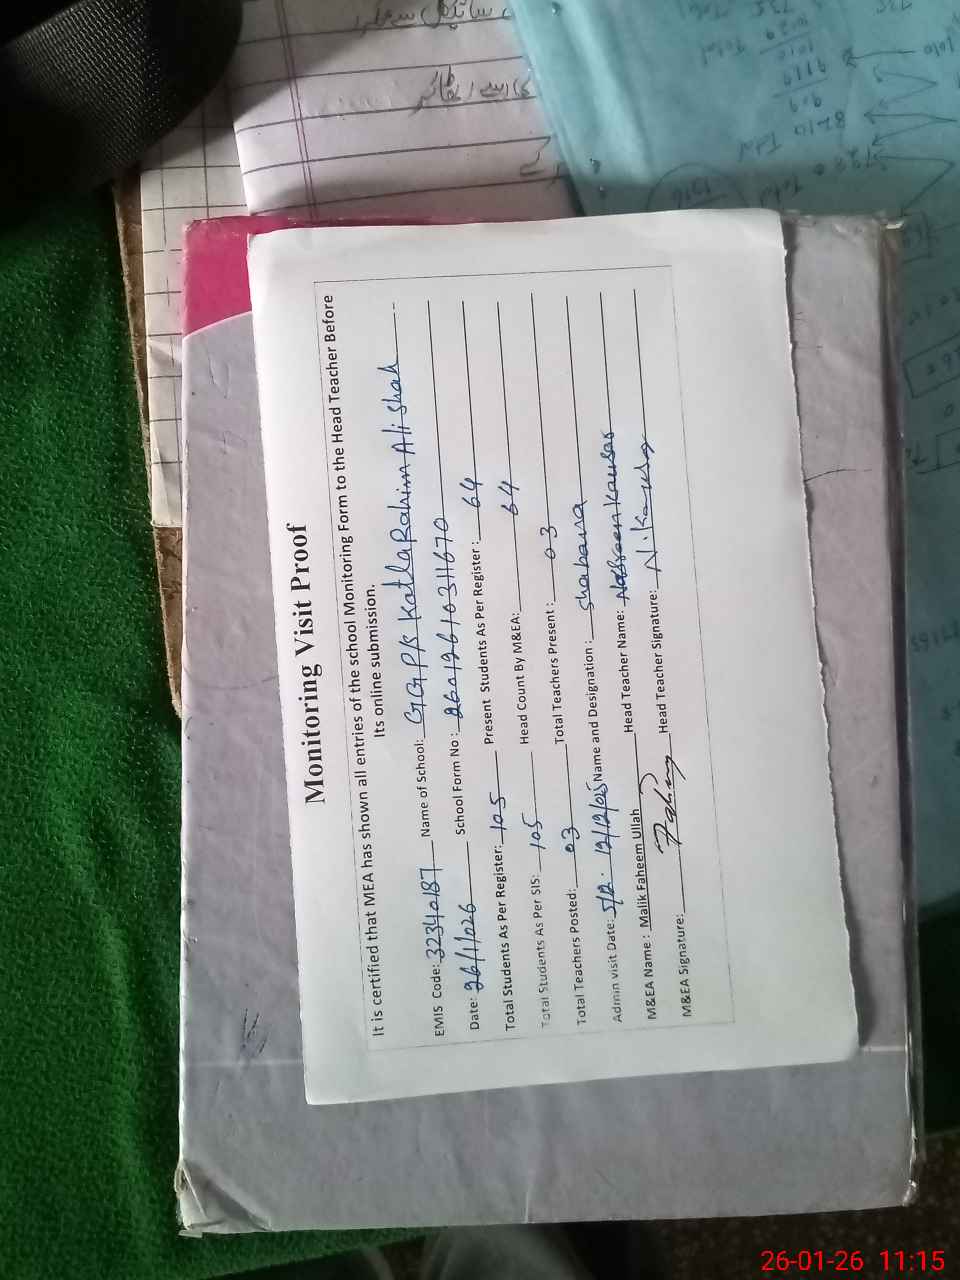 Monitoring Visit Proof
It is certified that MEA has shown all entries of the school Monitoring Form to the Head Teacher Before
Its online submission.
EMIS Code: 32340187 Name of School: GGPS Katla Rahim Ali Shah
Date: 26/1/026 School Form No : 26012610311670
Total Students As Per Register: 105 Present Students As Per Register : 64
Total Students As Per SIS: 105 Head Count By M&EA: 64
Total Teachers Posted: 03 Total Teachers Present : 03
Admin visit Date: 12/12/025 Name and Designation : Shabana
M&EA Name : Malik Faheem Ullah Head Teacher Name: Nasreen Kausar
M&EA Signature: Faheem Head Teacher Signature: N.Kausar
26-01-26 11:15